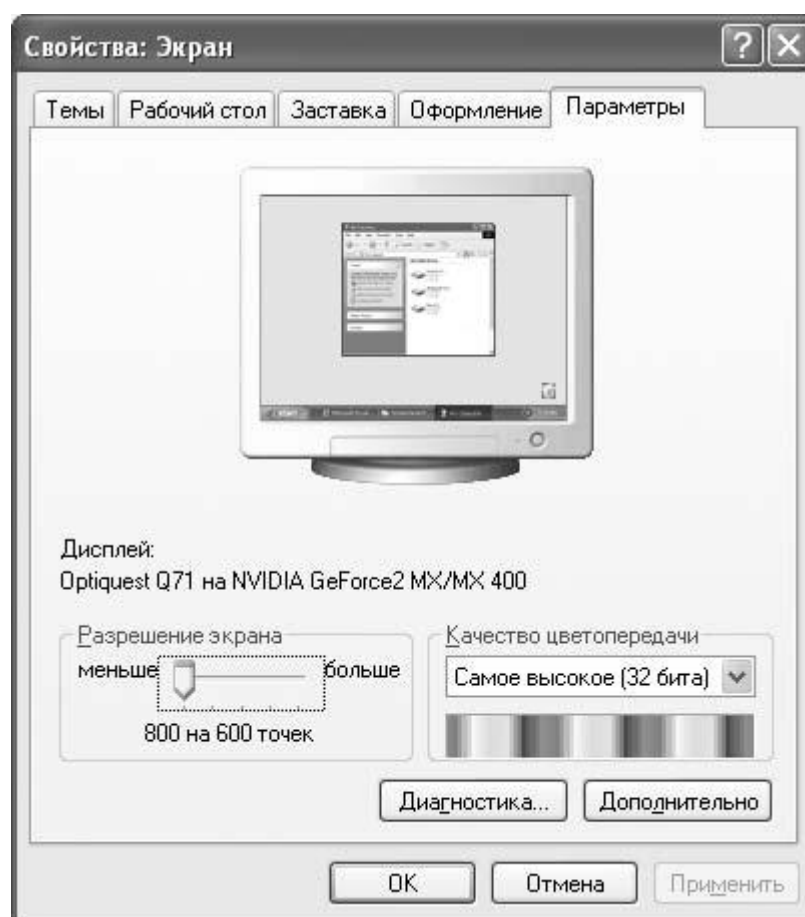 Свойства: Экран
Темы Рабочий стол Заставка Оформление Параметры
Дисплей:
Optiquest Q71 на NVIDIA GeForce2 MX/MX 400
Разрешение экрана
меньше больше
800 на 600 точек
Качество цветопередачи
Самое высокое (32 бита)
Диагностика... Дополнительно
OK Отмена Применить